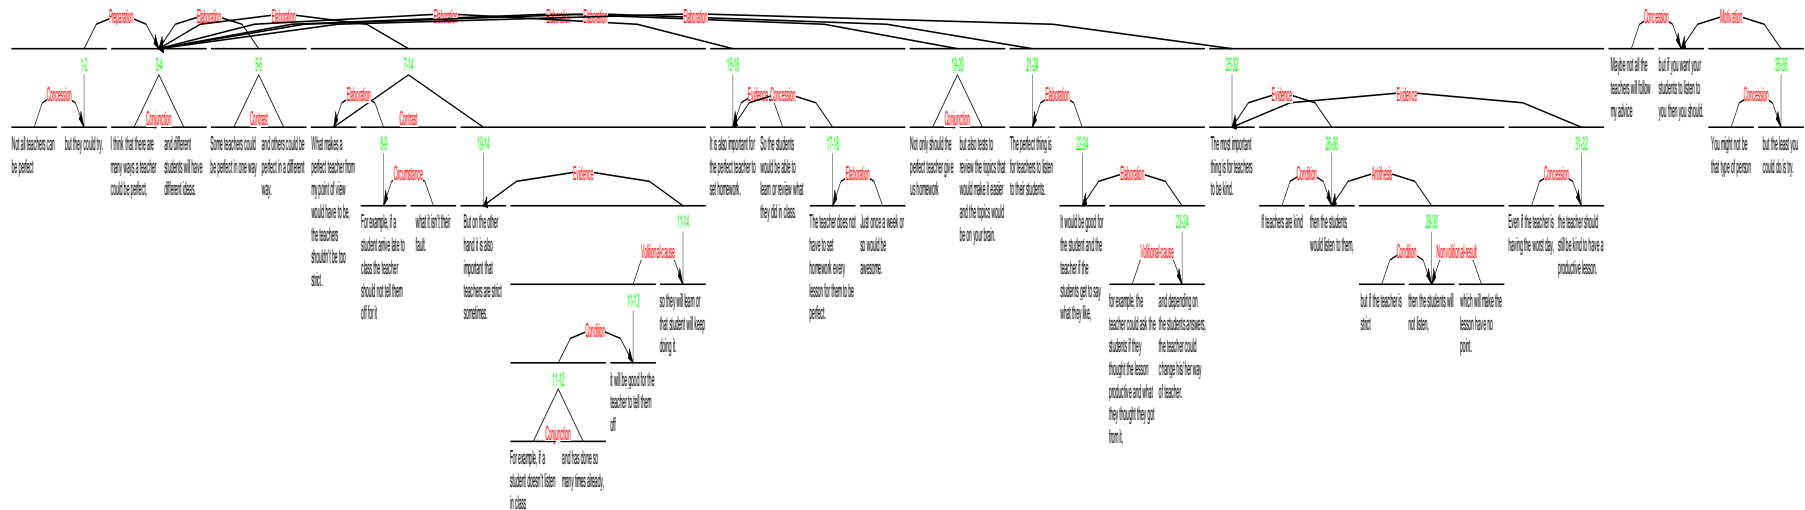 Preparation
Elaboration
Elaboration
Elaboration
Elaboration
Elaboration
Elaboration
Concession
Motivation
1-2
3-4
5-6
7-14
15-18
19-20
21-24
25-32
Maybe not all the
teachers will follow
my advice
but if you want your
students to listen to
you then you should.
35-36
Concession
Conjunction
Contrast
Elaboration
Contrast
Evidence
Concession
Conjunction
Elaboration
Evidence
Evidence
Concession
Not all teachers can
be perfect
but they could try.
I think that there are
many ways a teacher
could be perfect,
and different
students will have
different ideas.
Some teachers could
be perfect in one way
and others could be
perfect in a different
way.
What makes a
perfect teacher from
my point of view
would have to be,
the teachers
shouldn't be too
strict.
8-9
10-14
It is also important for
the perfect teacher to
set homework.
So the students
would be able to
learn or review what
they did in class.
17-18
Not only should the
perfect teacher give
us homework
but also tests to
review the topics that
would make it easier
and the topics would
be on your brain.
The perfect thing is
for teachers to listen
to their students.
22-24
The most important
thing is for teachers
to be kind.
26-30
31-32
You might not be
that type of person
but the least you
could do is try.
Circumstance
Evidence
Elaboration
Elaboration
Condition
Antithesis
Concession
For example, if a
student arrive late to
class the teacher
should not tell them
off for it
what it isn't their
fault.
But on the other
hand it is also
important that
teachers are strict
sometimes.
11-14
The teacher does not
have to set
homework every
lesson for them to be
perfect.
Just once a week or
so would be
awesome.
It would be good for
the student and the
teacher if the
students get to say
what they like,
23-24
If teachers are kind
then the students
would listen to them,
28-30
Even if the teacher is
having the worst day,
the teacher should
still be kind to have a
productive lesson.
Volitional-cause
Volitional-cause
Condition
Nonvolitional-result
11-13
so they will learn or
that student will keep
doing it.
for example, the
teacher could ask the
students if they
thought the lesson
productive and what
they thought they got
from it,
and depending on
the students answers,
the teacher could
change his/her way
of teacher.
but if the teacher is
strict
then the students will
not listen,
which will make the
lesson have no
point.
Condition
11-12
it will be good for the
teacher to tell them
off
Conjunction
For example, if a
student doesn't listen
in class
and has done so
many times already,